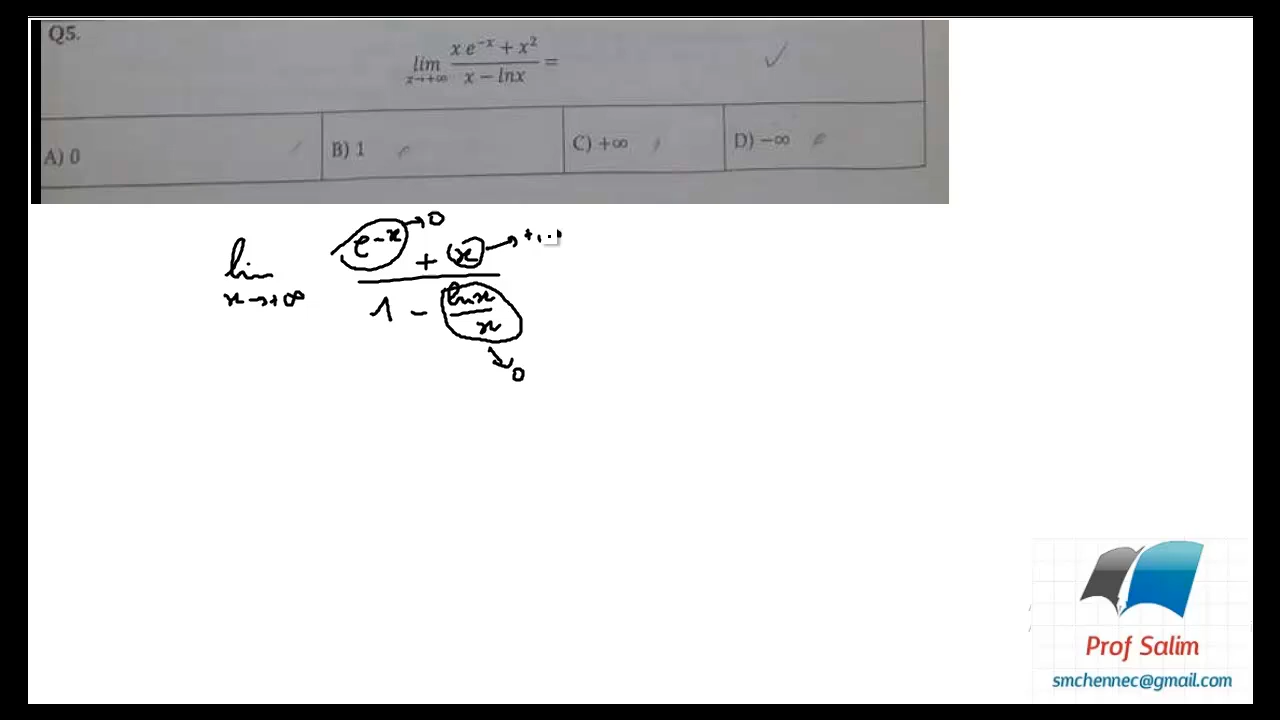 Q5.
lim x e⁻ˣ + x²
x→+∞ x − lnx =
A) 0 B) 1 C) +∞ D) −∞
lim e⁻ˣ → 0 + x →
x→+∞ 1 − lnx
x
→ 0
Prof Salim
smchennec@gmail.com